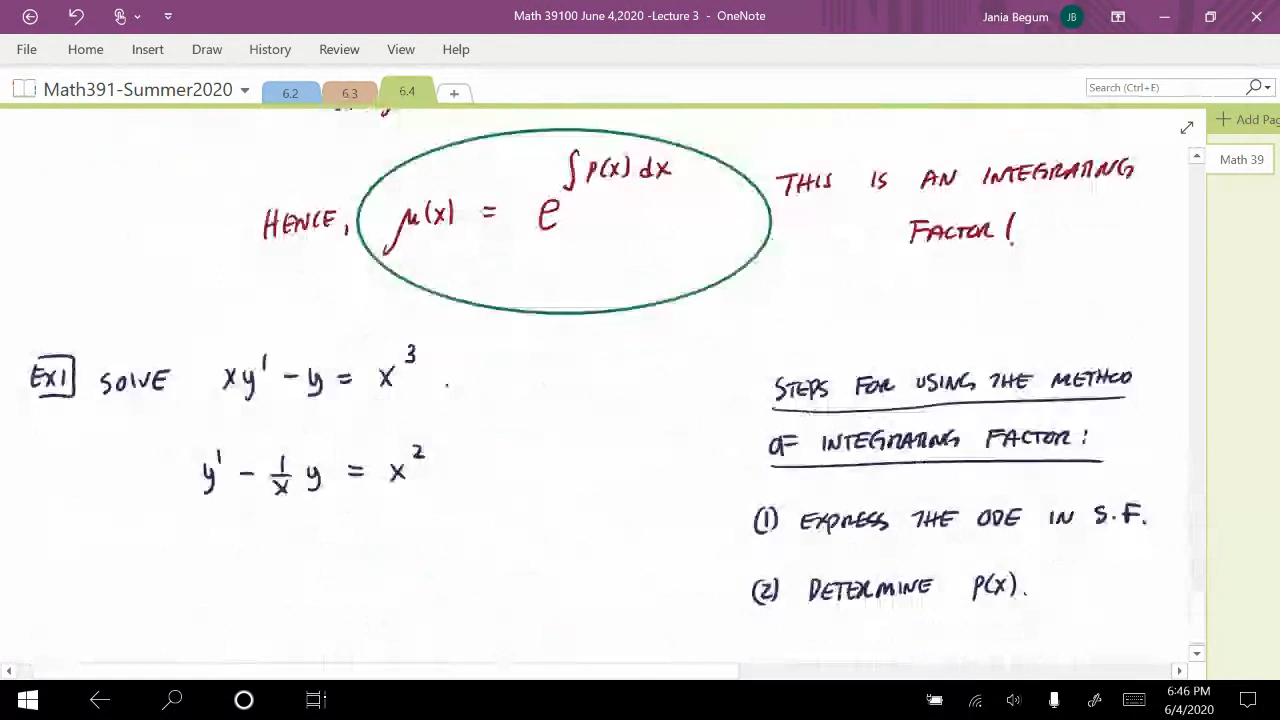 Math 39100 June 4,2020 -Lecture 3 - OneNote
Jania Begum JB
File Home Insert Draw History Review View Help
Math391-Summer2020 6.2 6.3 6.4
Search (Ctrl+E)
Add Pag
Math 39
HENCE, μ(x) = e^∫p(x) dx
THIS IS AN INTEGRATING
FACTOR!
EX1 SOLVE xy' - y = x^3.
y' - 1/x y = x^2
STEPS FOR USING THE METHOD
OF INTEGRATING FACTOR:
(1) EXPRESS THE ODE IN S.F.
(2) DETERMINE p(x).
6:46 PM
6/4/2020